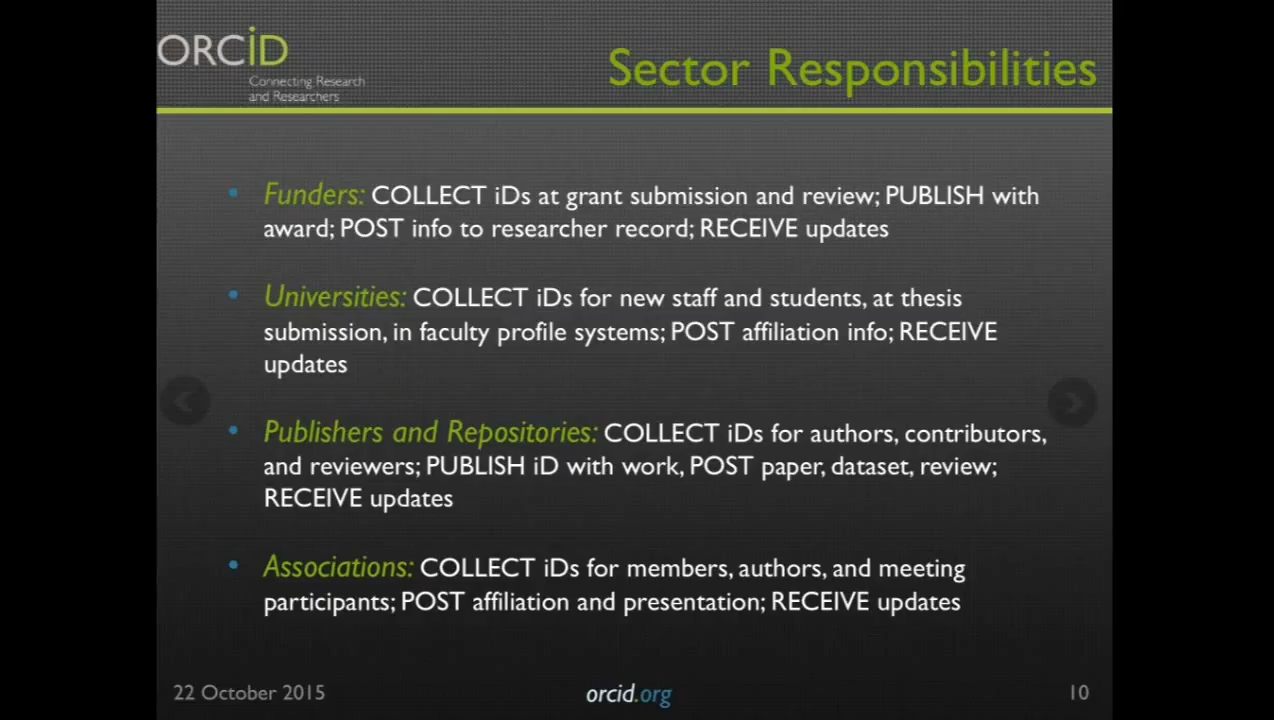 ORCiD
Connecting Research
and Researchers
Sector Responsibilities
• Funders: COLLECT iDs at grant submission and review; PUBLISH with
award; POST info to researcher record; RECEIVE updates
• Universities: COLLECT iDs for new staff and students, at thesis
submission, in faculty profile systems; POST affiliation info; RECEIVE
updates
• Publishers and Repositories: COLLECT iDs for authors, contributors,
and reviewers; PUBLISH iD with work, POST paper, dataset, review;
RECEIVE updates
• Associations: COLLECT iDs for members, authors, and meeting
participants; POST affiliation and presentation; RECEIVE updates
22 October 2015
orcid.org
10